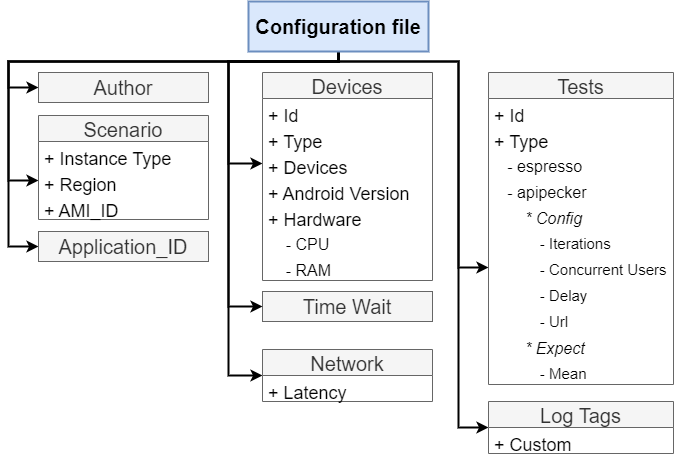 Configuration file
Author
Scenario
+ Instance Type
+ Region
+ AMI_ID
Application_ID
Devices
+ Id
+ Type
+ Devices
+ Android Version
+ Hardware
- CPU
- RAM
Time Wait
Network
+ Latency
Tests
+ Id
+ Type
- espresso
- apipecker
* Config
- Iterations
- Concurrent Users
- Delay
- Url
* Expect
- Mean
Log Tags
+ Custom